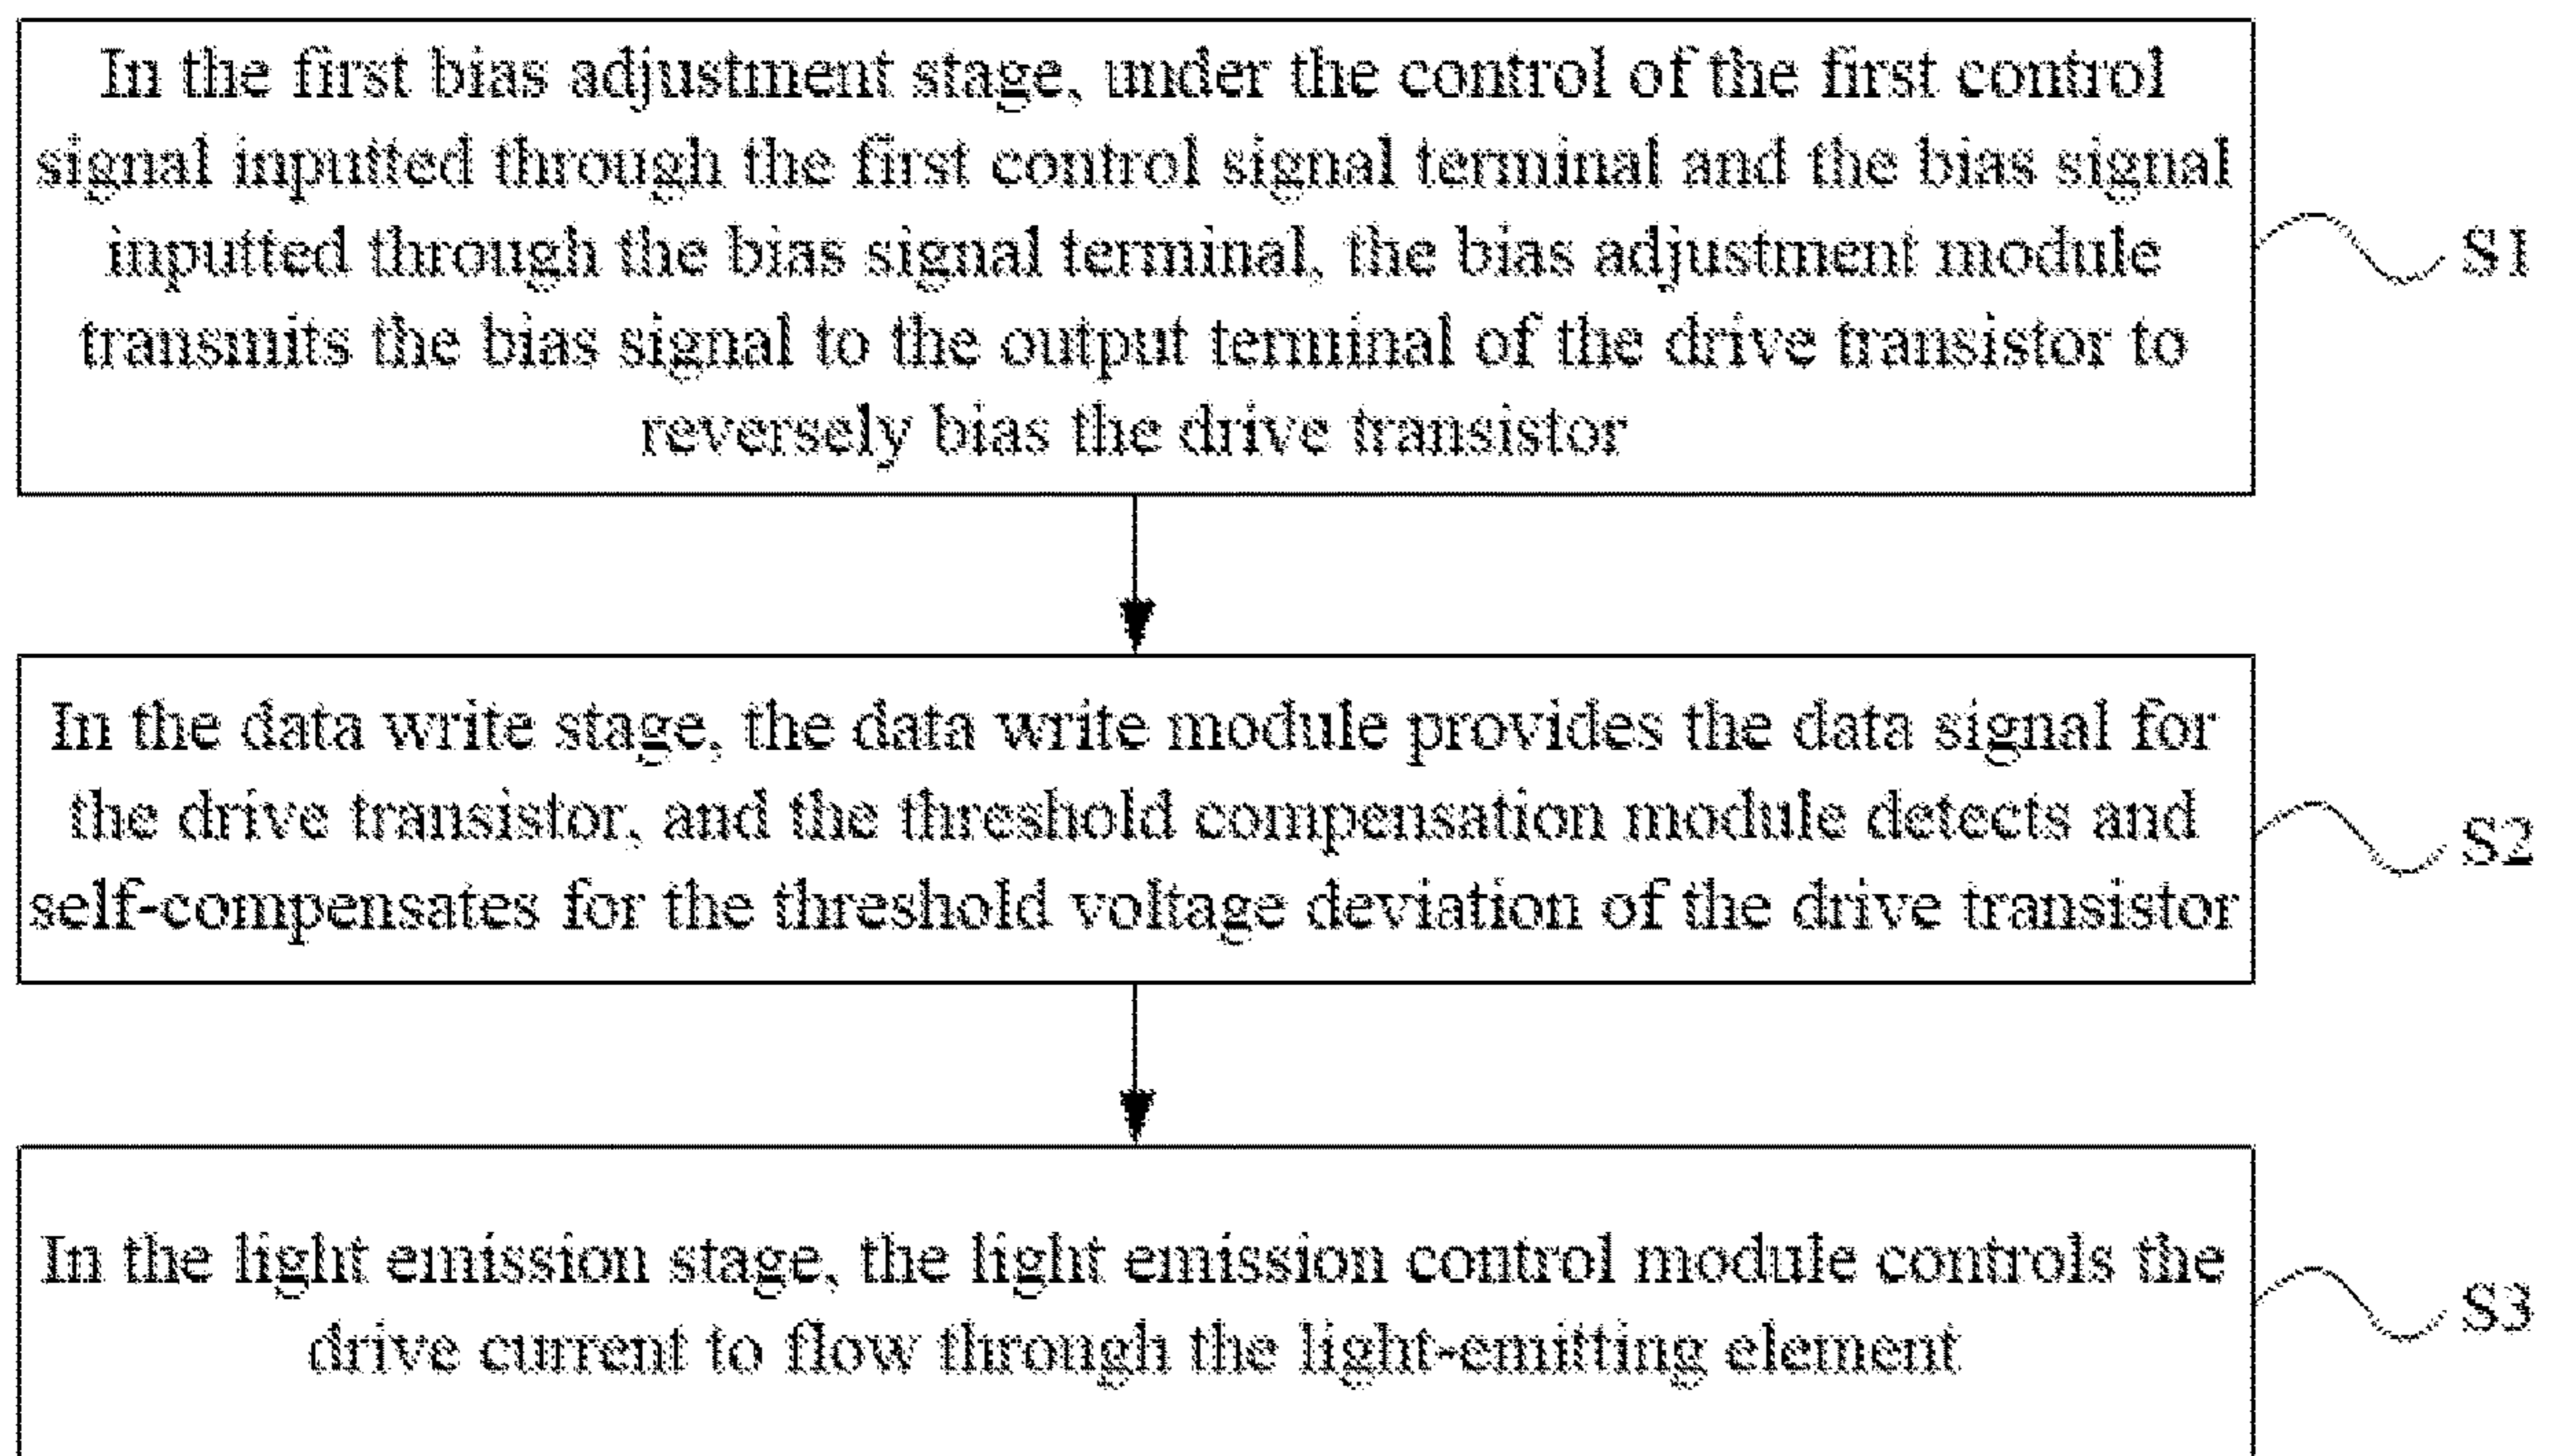 In the first bias adjustment stage, under the control of the first control
signal inputted through the first control signal terminal and the bias signal
inputted through the bias signal terminal, the bias adjustment module
transmits the bias signal to the output terminal of the drive transistor to
reversely bias the drive transistor
S1
In the data write stage, the data write module provides the data signal for
the drive transistor, and the threshold compensation module detects and
self-compensates for the threshold voltage deviation of the drive transistor
S2
In the light emission stage, the light emission control module controls the
drive current to flow through the light-emitting element
S3